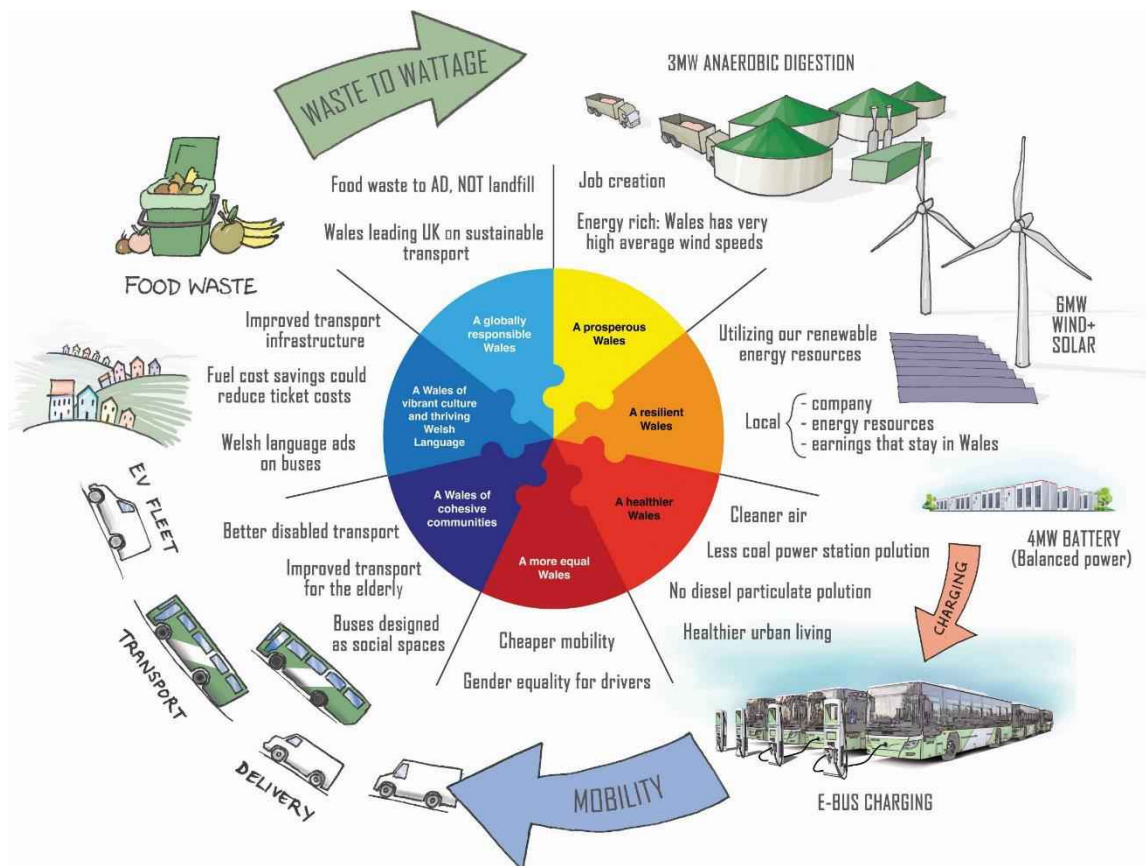 WASTE TO WATTAGE
3MW ANAEROBIC DIGESTION
FOOD WASTE
Food waste to AD, NOT landfill
Wales leading UK on sustainable
transport
Job creation
Energy rich: Wales has very
high average wind speeds
6MW
WIND+
SOLAR
Improved transport
infrastructure
Fuel cost savings could
reduce ticket costs
Welsh language ads
on buses
A globally
responsible
Wales
A prosperous
Wales
A Wales of
vibrant culture
and thriving
Welsh
Language
A resilient
Wales
A Wales of
cohesive
communities
A healthier
Wales
A more equal
Wales
Utilizing our renewable
energy resources
Local
- company
- energy resources
- earnings that stay in Wales
EV FLEET
Better disabled transport
Improved transport
for the elderly
Buses designed
as social spaces
Cheaper mobility
Gender equality for drivers
Cleaner air
Less coal power station polution
No diesel particulate polution
Healthier urban living
4MW BATTERY
(Balanced power)
CHARGING
TRANSPORT
DELIVERY
MOBILITY
E-BUS CHARGING